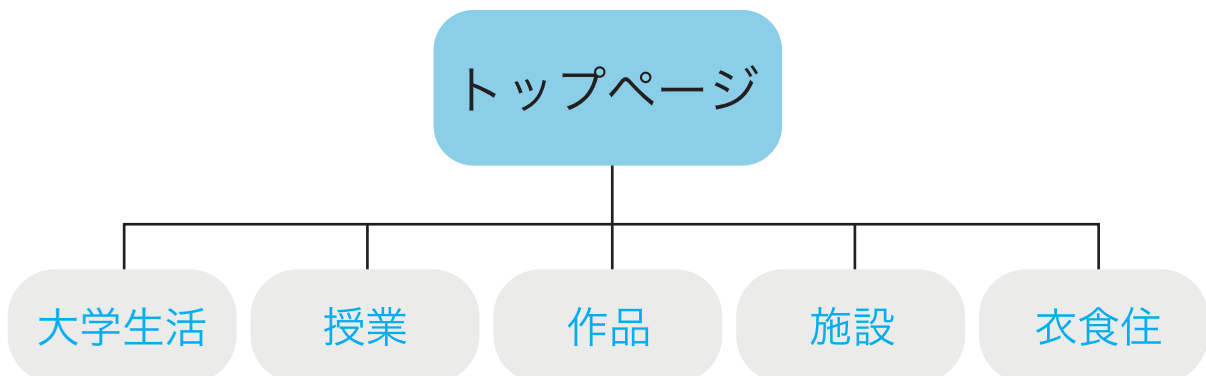 トップページ
大学生活
授業
作品
施設
衣食住